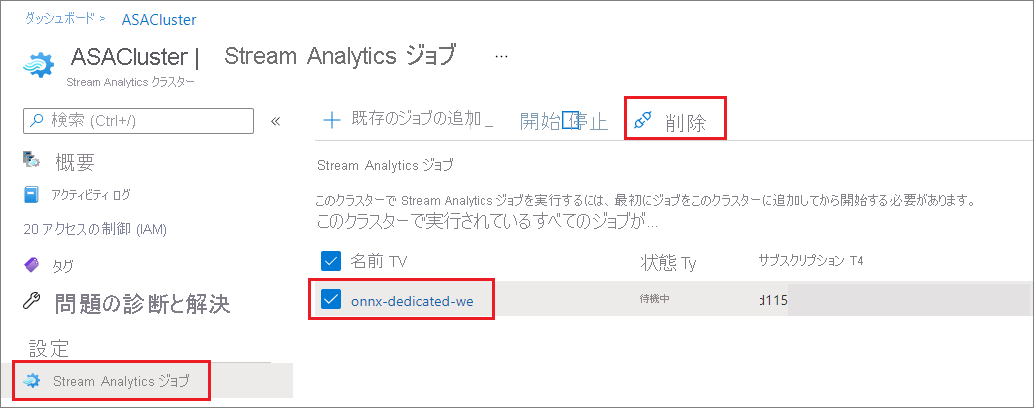 ダッシュボード > ASACluster
ASACluster | Stream Analytics ジョブ ...
Stream Analytics クラスター
検索 (Ctrl+/) «
＋ 既存のジョブの追加 _ 開始 停止 削除
概要
アクティビティ ログ
20 アクセスの制御 (IAM)
タグ
問題の診断と解決
設定
Stream Analytics ジョブ
Stream Analytics ジョブ
このクラスターで Stream Analytics ジョブを実行するには、最初にジョブをこのクラスターに追加してから開始する必要があります。
このクラスターで実行されているすべてのジョブが...
名前 TV 状態 Ty サブスクリプション T4
onnx-dedicated-we 待機中 d115